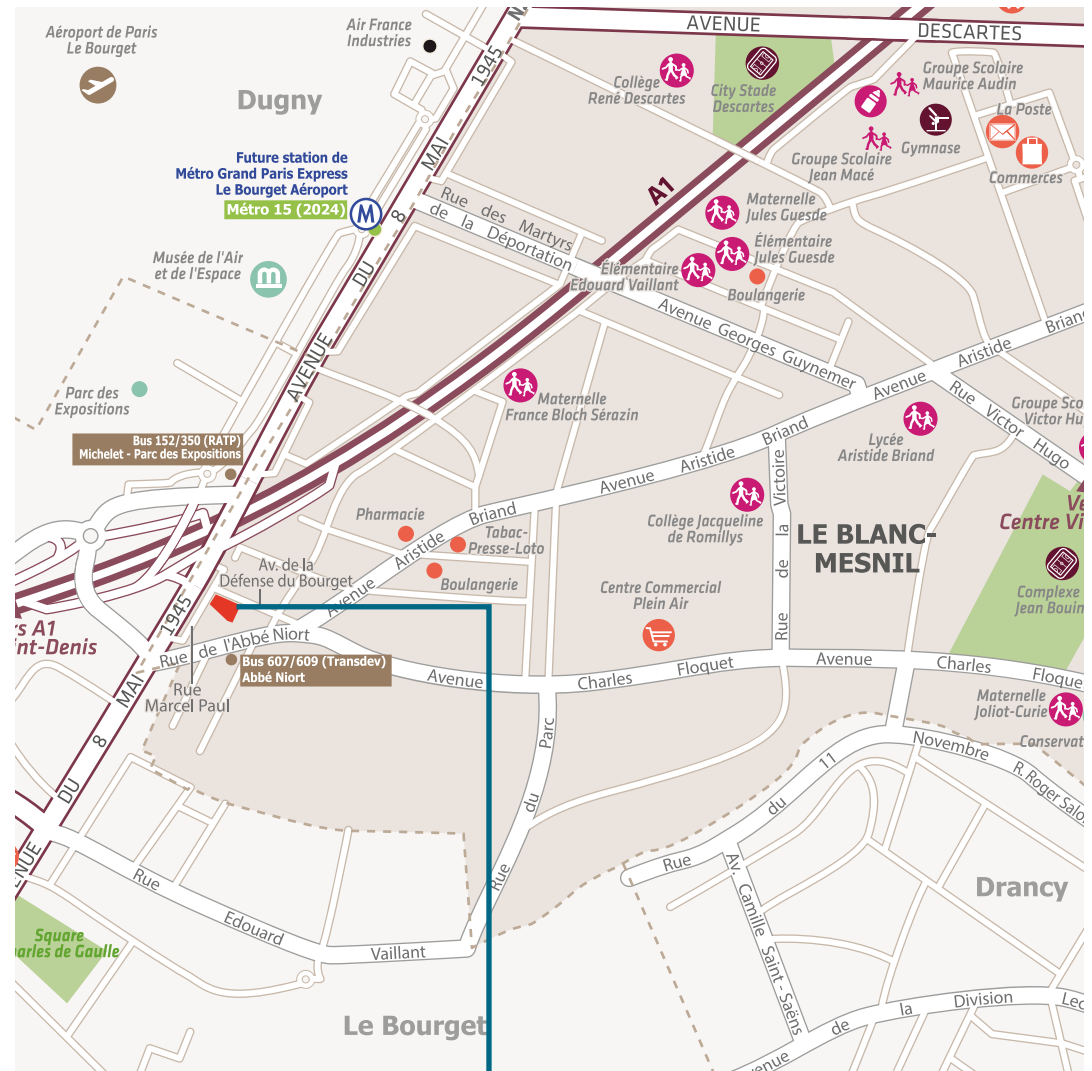 AVENUE
DESCARTES
Aéroport de Paris
Le Bourget
Air France
Industries
Dugny
1945
MAI
8
DU
AVENUE
Collège
René Descartes
City Stade
Descartes
Groupe Scolaire
Maurice Audin
La Poste
Gymnase
Groupe Scolaire
Jean Macé
Commerces
Future station de
Métro Grand Paris Express
Le Bourget Aéroport
Métro 15 (2024)
M
A1
Rue des Martyrs
de la Déportation
Maternelle
Jules Guesde
Élémentaire
Jules Guesde
Élémentaire
Edouard Vaillant
Boulangerie
Musée de l'Air
et de l'Espace
Avenue Georges Guynemer
Avenue Aristide
Parc des
Expositions
Maternelle
France Bloch Sérazin
Rue Victor Hugo
Lycée
Aristide Briand
Bus 152/350 (RATP)
Michelet - Parc des Expositions
Avenue Aristide Briand
Collège Jacqueline
de Romillys
Rue de la Victoire
LE BLANC-
MESNIL
Pharmacie
Tabac-
Presse-Loto
Boulangerie
Avenue Aristide Briand
Av. de la
Défense du Bourget
Centre Commercial
Plein Air
Complexe
A1
1945
MAI
8
DU
Rue de l'Abbé Niort
Bus 607/609 (Transdev)
Abbé Niort
Rue
Marcel Paul
Avenue Charles Floquet
Avenue Charles
Maternelle
Joliot-Curie
Rue du Parc
Rue du 11 Novembre
Rue Edouard Vaillant
Av. Camille Saint-Saëns
Drancy
Square
Le Bourget
de la Division